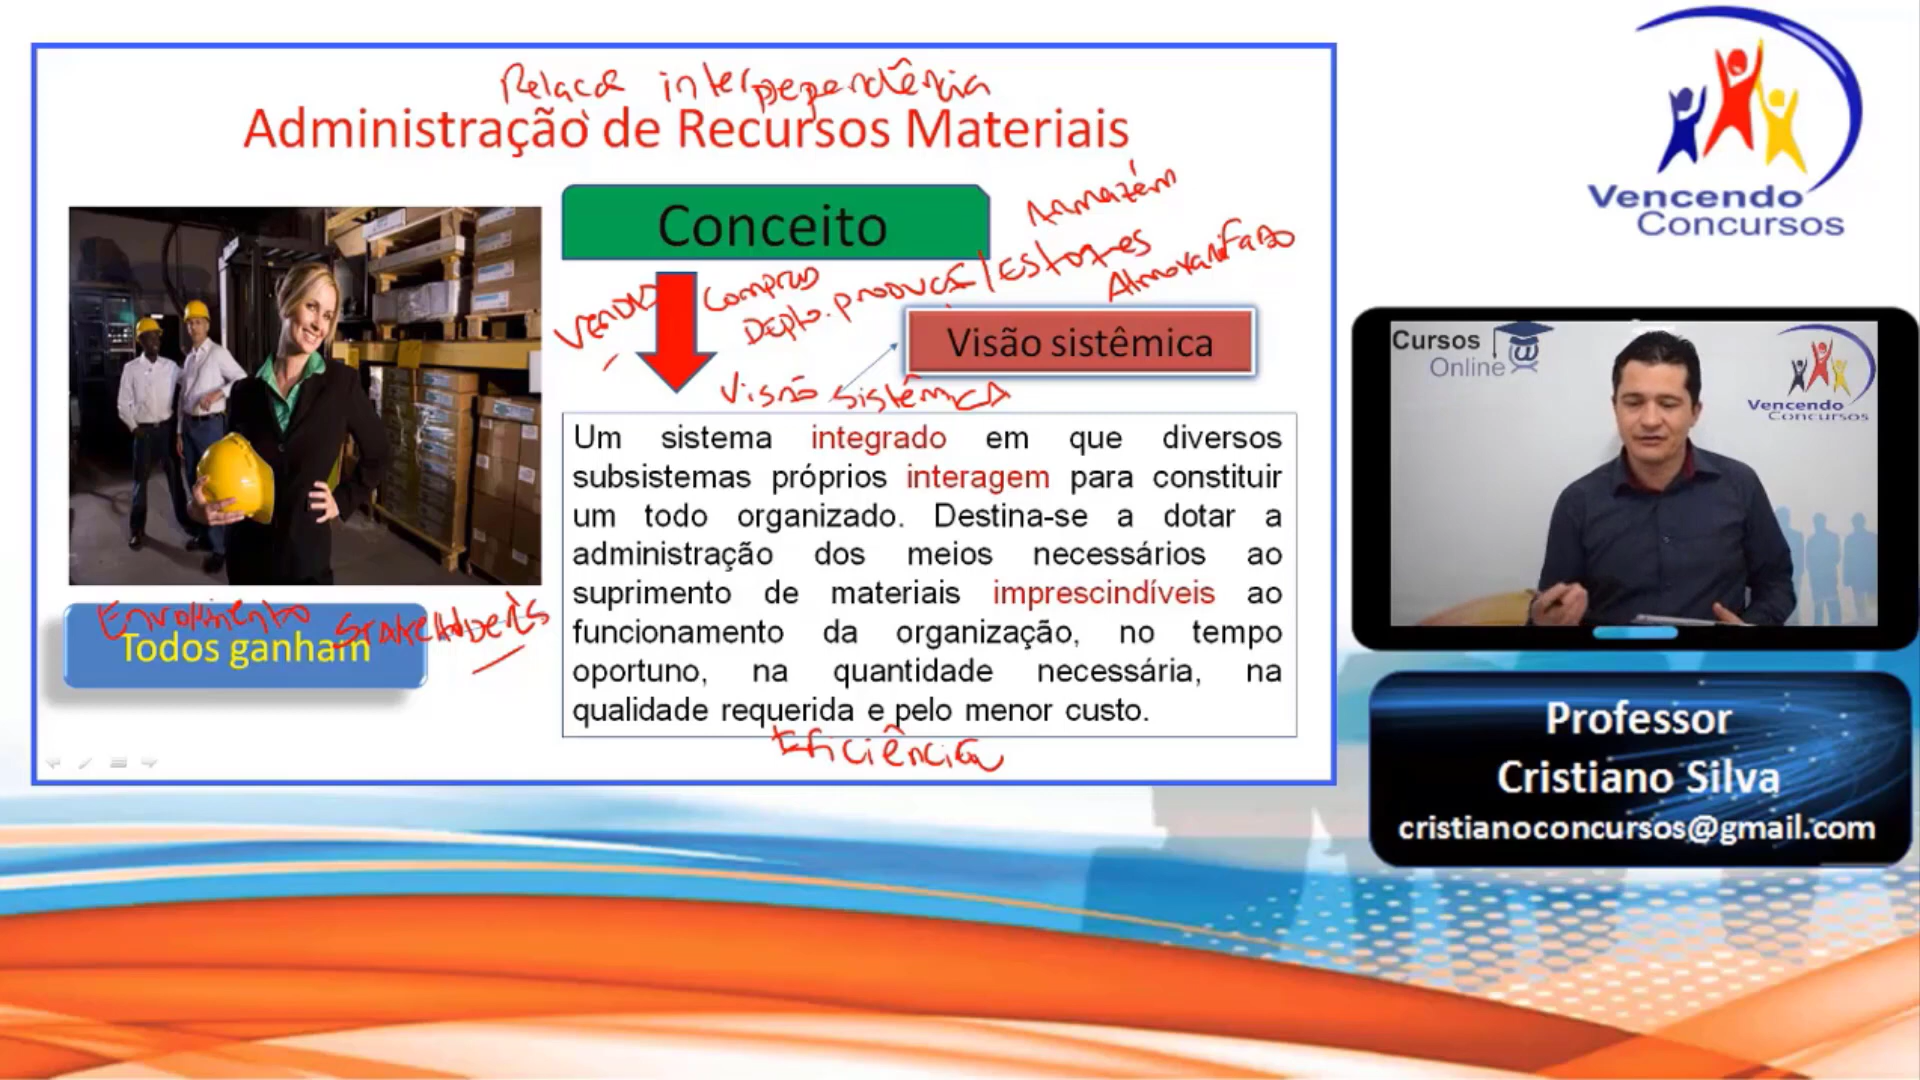 Relação interdependência
Administração de Recursos Materiais
Conceito
Armazém
Vendas
Compras
Depto. produção / Estoques
Almoxarifado
Visão sistêmica
Visão sistêmica
Um sistema integrado em que diversos
subsistemas próprios interagem para constituir
um todo organizado. Destina-se a dotar a
administração dos meios necessários ao
suprimento de materiais imprescindíveis ao
funcionamento da organização, no tempo
oportuno, na quantidade necessária, na
qualidade requerida e pelo menor custo.
Eficiência
Stakeholders
Todos ganham
Vencendo
Concursos
Cursos
Online
Vencendo
Concursos
Professor
Cristiano Silva
cristianoconcursos@gmail.com